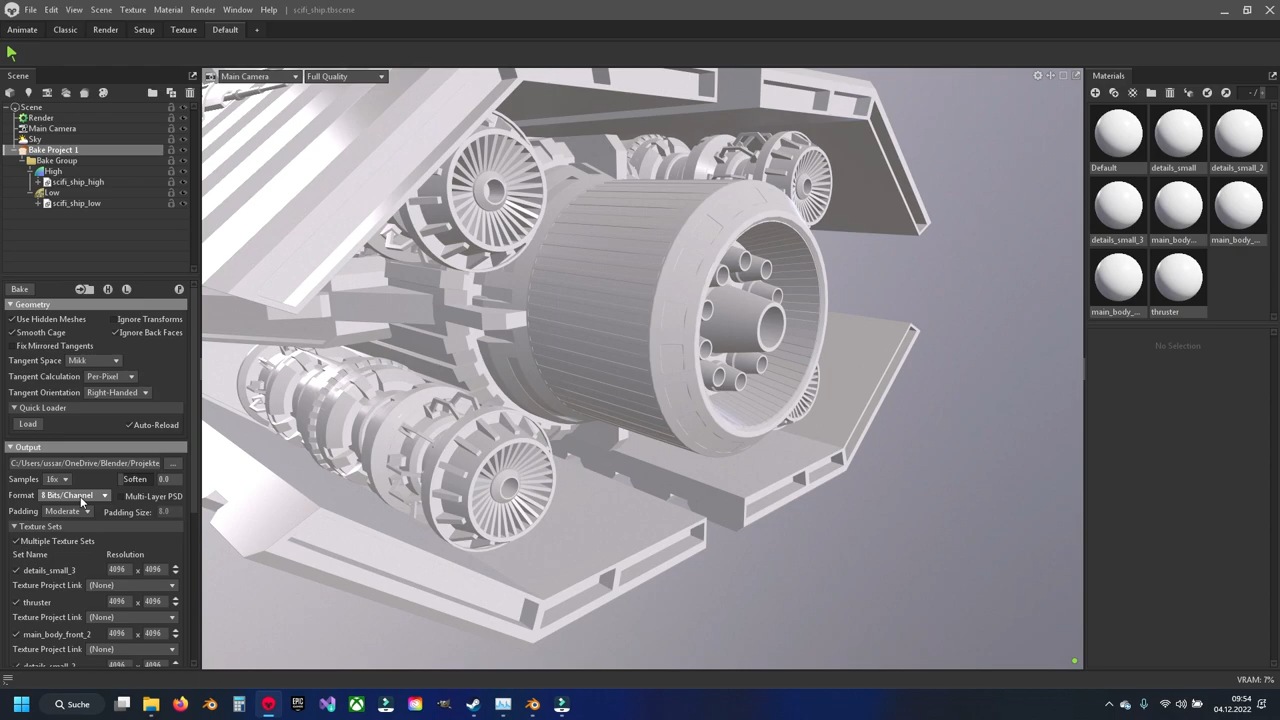 File Edit View Scene Texture Material Render Window Help scifi_ship.tbscene
Animate Classic Render Setup Texture Default +
Scene
Main Camera Full Quality
Materials
- /
Scene
Render
Main Camera
Sky
Bake Project 1
Bake Group
High
scifi_ship_high
Low
scifi_ship_low
Default details_small details_small_2
details_small_3 main_body_... main_body_...
main_body_... thruster
No Selection
Bake H L P
Geometry
Use Hidden Meshes Ignore Transforms
Smooth Cage Ignore Back Faces
Fix Mirrored Tangents
Tangent Space Mikk
Tangent Calculation Per-Pixel
Tangent Orientation Right-Handed
Quick Loader
Load Auto-Reload
Output
C:/Users/ussar/OneDrive/Blender/Projekte ...
Samples 16x Soften 0.0
Format 8 Bits/Channel Multi-Layer PSD
Padding Moderate Padding Size: 8.0
Texture Sets
Multiple Texture Sets
Set Name Resolution
details_small_3 4096 x 4096
Texture Project Link (None)
thruster 4096 x 4096
Texture Project Link (None)
main_body_front_2 4096 x 4096
Texture Project Link (None)
details_small_2 4096 x 4096
VRAM: 7%
Suche
EPIC GAMES
09:54
04.12.2022